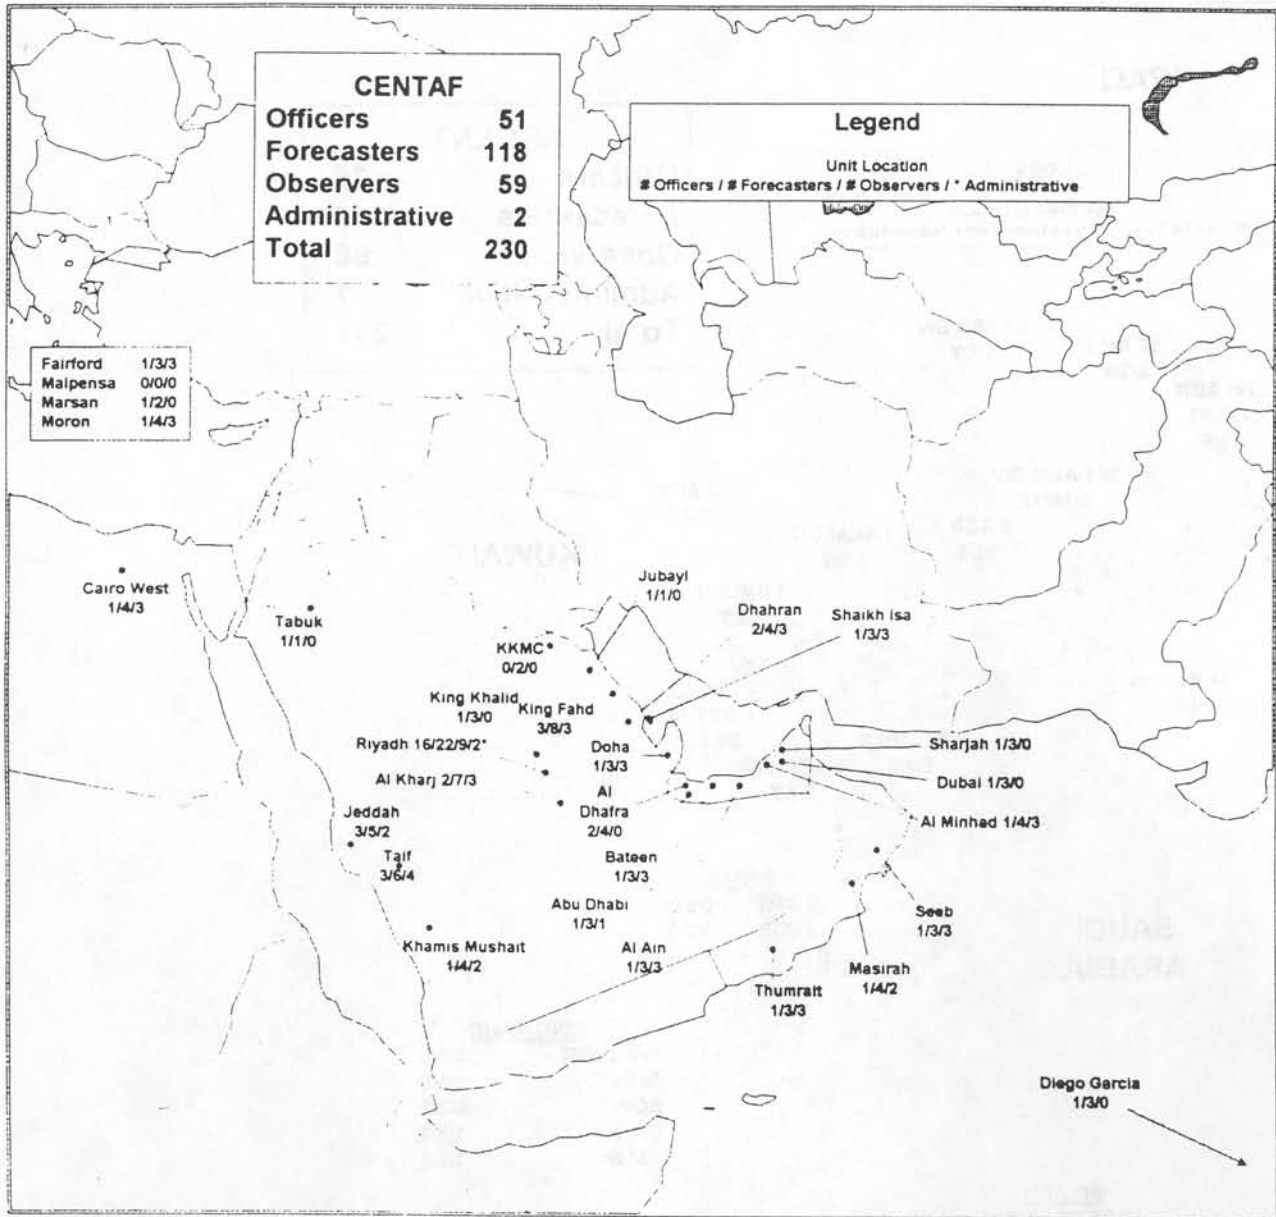 CENTAF
Officers 51
Forecasters 118
Observers 59
Administrative 2
Total 230
Legend
Unit Location
# Officers / # Forecasters / # Observers / * Administrative
Fairford 1/3/3
Malpensa 0/0/0
Marsan 1/2/0
Moron 1/4/3
Cairo West
1/4/3
Tabuk
1/1/0
Jubayl
1/1/0
Dhahran
2/4/3
Shaikh Isa
1/3/3
KKMC
0/2/0
King Khalid
1/3/0
King Fahd
3/8/3
Riyadh 16/22/9/2*
Doha
1/3/3
Sharjah 1/3/0
Al Kharj 2/7/3
Al
Dhafra
2/4/0
Dubai 1/3/0
Al Minhad 1/4/3
Jeddah
3/5/2
Taif
3/6/4
Bateen
1/3/3
Abu Dhabi
1/3/1
Seeb
1/3/3
Khamis Mushait
1/4/2
Al Ain
1/3/3
Masirah
1/4/2
Thumrait
1/3/3
Diego Garcia
1/3/0